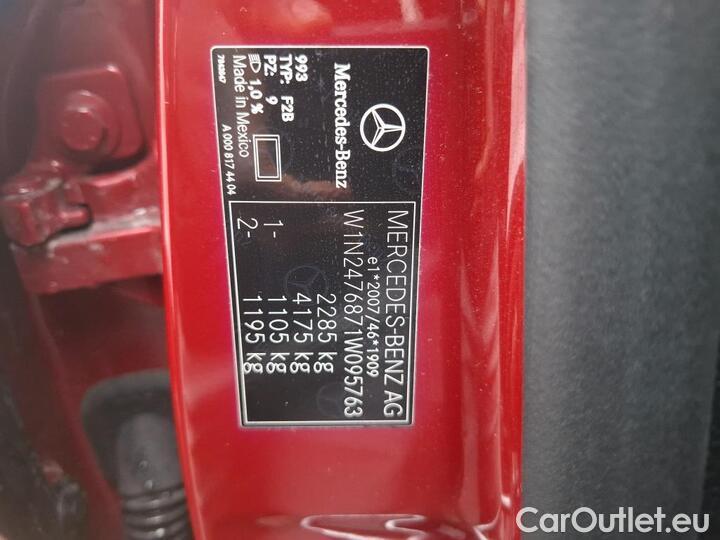 Mercedes-Benz
993
TYP: F2B
PZ: 9
1,0 %
Made in Mexico
7963847
A 000 817 44 04
MERCEDES-BENZ AG
e1*2007/46*1909
W1N2476871W095763
2285 kg
4175 kg
1- 1105 kg
2- 1195 kg
CarOutlet.eu